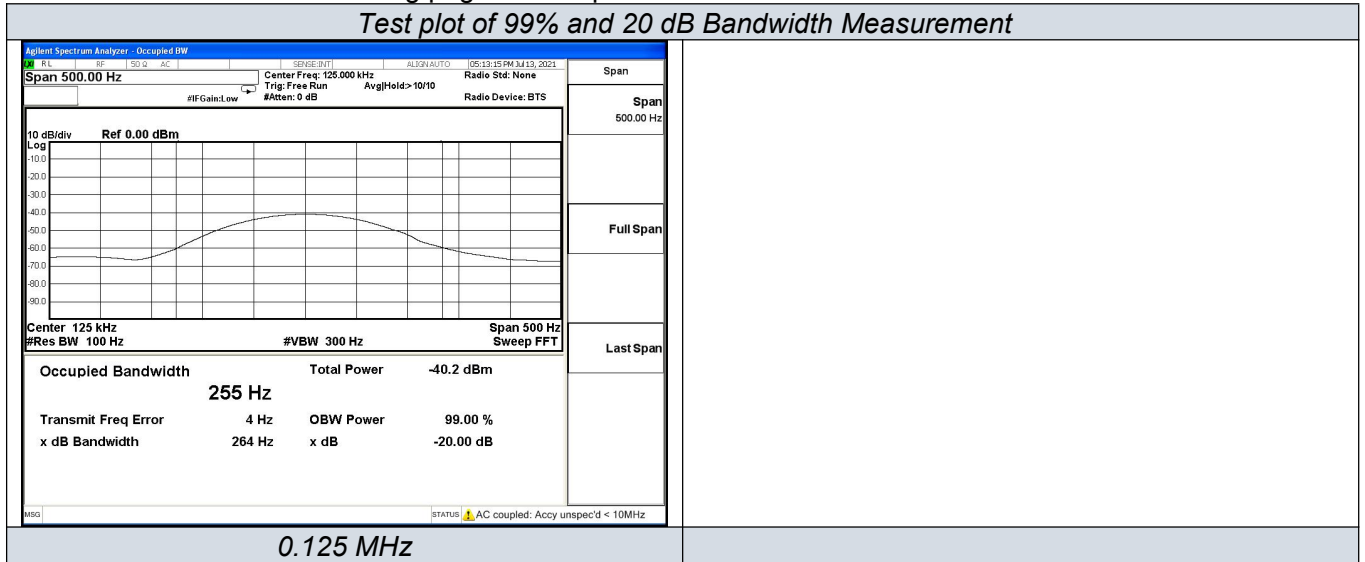 Test plot of 99% and 20 dB Bandwidth Measurement
Agilent Spectrum Analyzer - Occupied BW
RL RF 50 Ω AC SENSE:INT ALIGN AUTO 05:13:15 PM Jul 13, 2021
Span 500.00 Hz Center Freq: 125.000 kHz Radio Std: None Span
Trig: Free Run Avg|Hold:> 10/10
#IFGain:Low #Atten: 0 dB Radio Device: BTS
Span
500.00 Hz
10 dB/div Ref 0.00 dBm
Log
-10.0
-20.0
-30.0
-40.0
-50.0
-60.0
-70.0
-80.0
-90.0
Full Span
Center 125 kHz Span 500 Hz
#Res BW 100 Hz #VBW 300 Hz Sweep FFT
Last Span
Occupied Bandwidth Total Power -40.2 dBm
255 Hz
Transmit Freq Error 4 Hz OBW Power 99.00 %
x dB Bandwidth 264 Hz x dB -20.00 dB
MSG STATUS AC coupled: Accy unspec'd < 10MHz
0.125 MHz